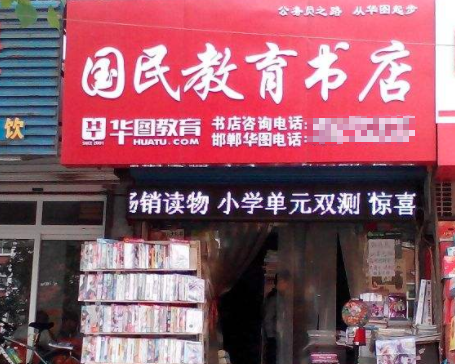 公务员之路 从华图起步
国民教育书店
华图教育
HUATU.COM
书店咨询电话:
邯郸华图电话:
饮
畅销读物 小学单元双测 惊喜